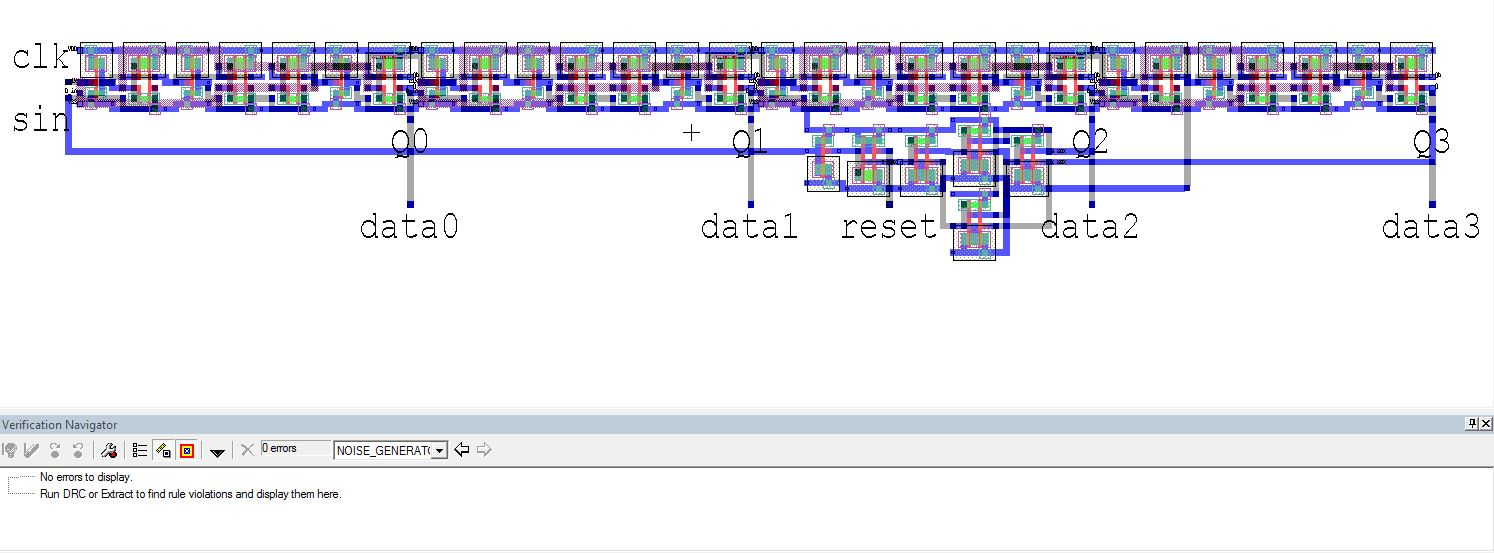 clk
sin
Q0
Q1
Q2
Q3
data0
data1
reset
data2
data3
Verification Navigator
0 errors
NOISE_GENERAT
No errors to display.
Run DRC or Extract to find rule violations and display them here.